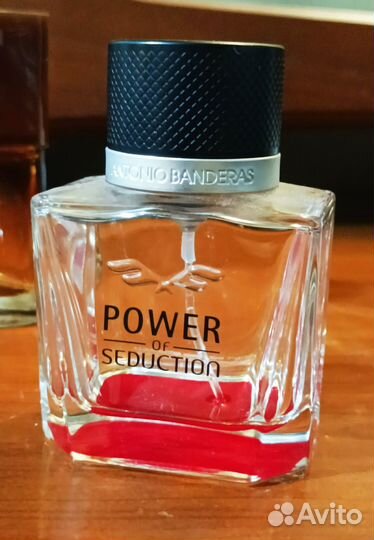 ANTONIO BANDERAS
POWER
OF
SEDUCTION
Avito